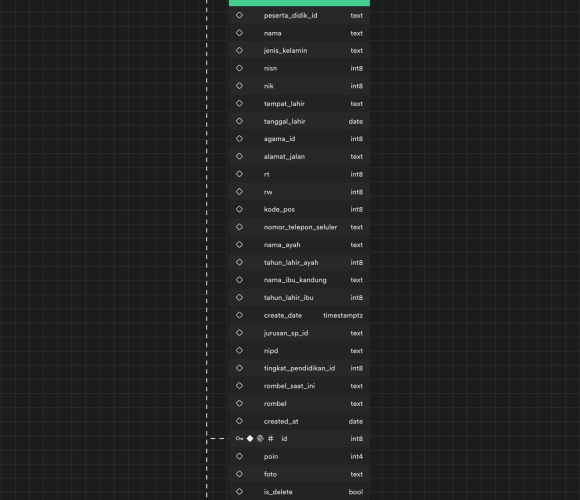 peserta_didik_id text
nama text
jenis_kelamin text
nisn int8
nik int8
tempat_lahir text
tanggal_lahir date
agama_id int8
alamat_jalan text
rt int8
rw int8
kode_pos int8
nomor_telepon_seluler text
nama_ayah text
tahun_lahir_ayah int8
nama_ibu_kandung text
tahun_lahir_ibu int8
create_date timestamptz
jurusan_sp_id text
nipd text
tingkat_pendidikan_id int8
rombel_saat_ini text
rombel text
created_at date
# id int8
poin int4
foto text
is_delete bool